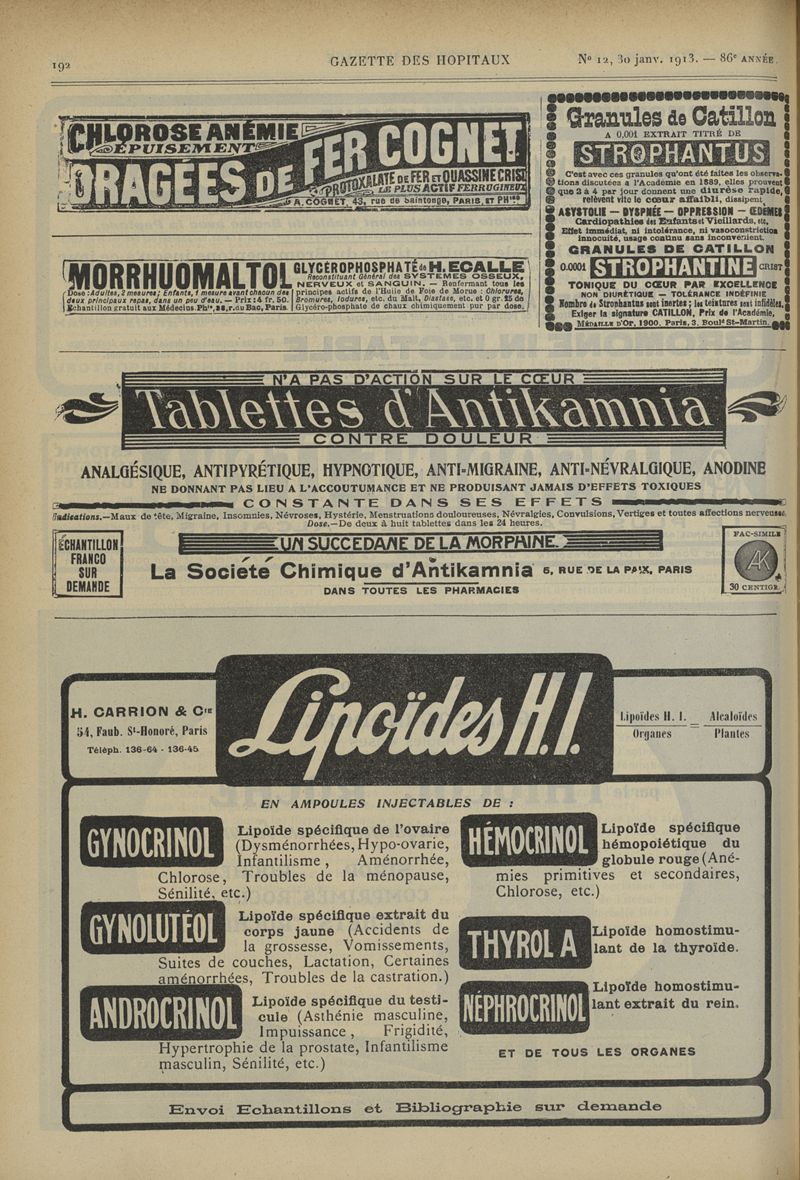 192
GAZETTE DES HOPITAUX
N° 12, 30 janv. 1913. — 86e ANNÉE.
CHLOROSE ANÉMIE
ÉPUISEMENT
DRAGÉES DE FER COGNET
PROTOXALATE DE FER ET QUASSINE CRIST
LE PLUS ACTIF FERRUGINEUX
A. COGNET, 43, rue de Saintonge, PARIS, ET PHies
MORRHUOMALTOL
GLYCÉROPHOSPHATÉ de H. ECALLE
Reconstituant Général des SYSTÈMES OSSEUX,
NERVEUX et SANGUIN. — Renfermant tous les
Dose : Adultes, 2 mesures; Enfants, 1 mesure avant chacun des
deux principaux repas, dans un peu d'eau. — Prix : 4 fr. 50.
Echantillon gratuit aux Médecins. Phie, 38, r. du Bac, Paris.
principes actifs de l'Huile de Foie de Morue : Chlorures,
Bromures, Iodures, etc. du Malt, Diastase, etc. et 0 gr. 25 de
Glycéro-phosphate de chaux chimiquement pur par dose.
Granules de Catillon
A 0,001 EXTRAIT TITRÉ DE
STROPHANTUS
C'est avec ces granules qu'ont été faites les observa-
tions discutées à l'Académie en 1889, elles prouvent
que 2 à 4 par jour donnent une diurèse rapide,
relèvent vite le cœur affaibli, dissipent
ASYSTOLIE — DYSPNÉE — OPPRESSION — ŒDÈMES
Cardiopathies des Enfants et Vieillards, etc.
Effet immédiat, ni intolérance, ni vasoconstriction
innocuité, usage continu sans inconvénient.
GRANULES DE CATILLON
0.0001 STROPHANTINE CRIST
TONIQUE DU CŒUR PAR EXCELLENCE
NON DIURÉTIQUE — TOLÉRANCE INDÉFINIE
Nombre de Strophantus sont inertes; les teintures sont infidèles,
Exiger la signature CATILLON, Prix de l'Académie,
MÉDAILLE D'OR, 1900. Paris, 3, Bould St-Martin.
N'A PAS D'ACTION SUR LE CŒUR
Tablettes d'Antikamnia
CONTRE DOULEUR
ANALGÉSIQUE, ANTIPYRÉTIQUE, HYPNOTIQUE, ANTI-MIGRAINE, ANTI-NÉVRALGIQUE, ANODINE
NE DONNANT PAS LIEU A L'ACCOUTUMANCE ET NE PRODUISANT JAMAIS D'EFFETS TOXIQUES
CONSTANTE DANS SES EFFETS
Indications.—Maux de tête, Migraine, Insomnies, Névroses, Hystérie, Menstruations douloureuses, Névralgies, Convulsions, Vertiges et toutes affections nerveuses.
Dose.—De deux à huit tablettes dans les 24 heures.
ÉCHANTILLON
FRANCO
SUR
DEMANDE
UN SUCCEDANE DE LA MORPHINE.
La Société Chimique d'Antikamnia 5, RUE DE LA PAIX, PARIS
DANS TOUTES LES PHARMACIES
FAC-SIMILE
AK
30 CENTIGR.
H. CARRION & Cie
54, Faub. St-Honoré, Paris
Téléph. 136-64 - 136-45
Lipoïdes H.I.
Lipoïdes H. I. = Alcaloïdes
Organes Plantes
EN AMPOULES INJECTABLES DE :
GYNOCRINOL
Lipoïde spécifique de l'ovaire
(Dysménorrhées, Hypo-ovarie,
Infantilisme, Aménorrhée,
Chlorose, Troubles de la ménopause,
Sénilité, etc.)
GYNOLUTÉOL
Lipoïde spécifique extrait du
corps jaune (Accidents de
la grossesse, Vomissements,
Suites de couches, Lactation, Certaines
aménorrhées, Troubles de la castration.)
ANDROCRINOL
Lipoïde spécifique du testi-
cule (Asthénie masculine,
Impuissance, Frigidité,
Hypertrophie de la prostate, Infantilisme
masculin, Sénilité, etc.)
HÉMOCRINOL
Lipoïde spécifique
hémopoiétique du
globule rouge (Ané-
mies primitives et secondaires,
Chlorose, etc.)
THYROL A
Lipoïde homostimu-
lant de la thyroïde.
NÉPHROCRINOL
Lipoïde homostimu-
lant extrait du rein.
ET DE TOUS LES ORGANES
Envoi Echantillons et Bibliographie sur demande